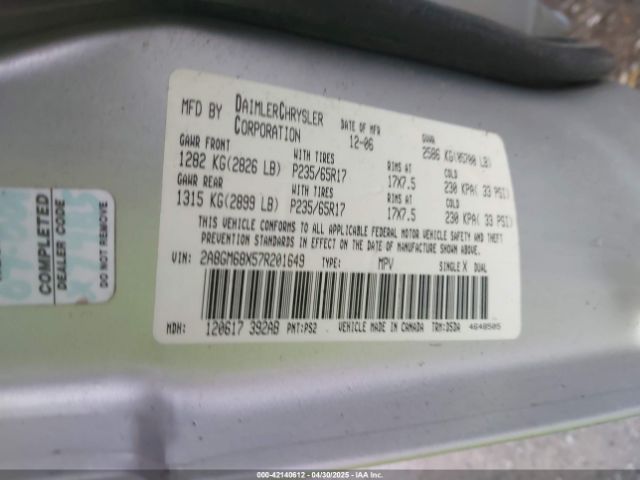 MFD BY DAIMLERCHRYSLER CORPORATION DATE OF MFR 12-06 GVWR 2586 KG(05700 LB)
GAWR FRONT WITH TIRES RIMS AT COLD
1282 KG(2826 LB) P235/65R17 17X7.5 230 KPA( 33 PSI)
GAWR REAR WITH TIRES RIMS AT COLD
1315 KG(2899 LB) P235/65R17 17X7.5 230 KPA( 33 PSI)
THIS VEHICLE CONFORMS TO ALL APPLICABLE FEDERAL MOTOR VEHICLE SAFETY AND THEFT
PREVENTION STANDARDS IN EFFECT ON THE DATE OF MANUFACTURE SHOWN ABOVE.
VIN: 2A8GM68X57R201649 TYPE: MPV SINGLE X DUAL
MDH: 120617 392AB PNT:PS2 VEHICLE MADE IN CANADA TRM:D5DA 4648505
COMPLETED
DEALER CODE
DO NOT REMOVE
000-42140612 - 04/30/2025 - IAA Inc.